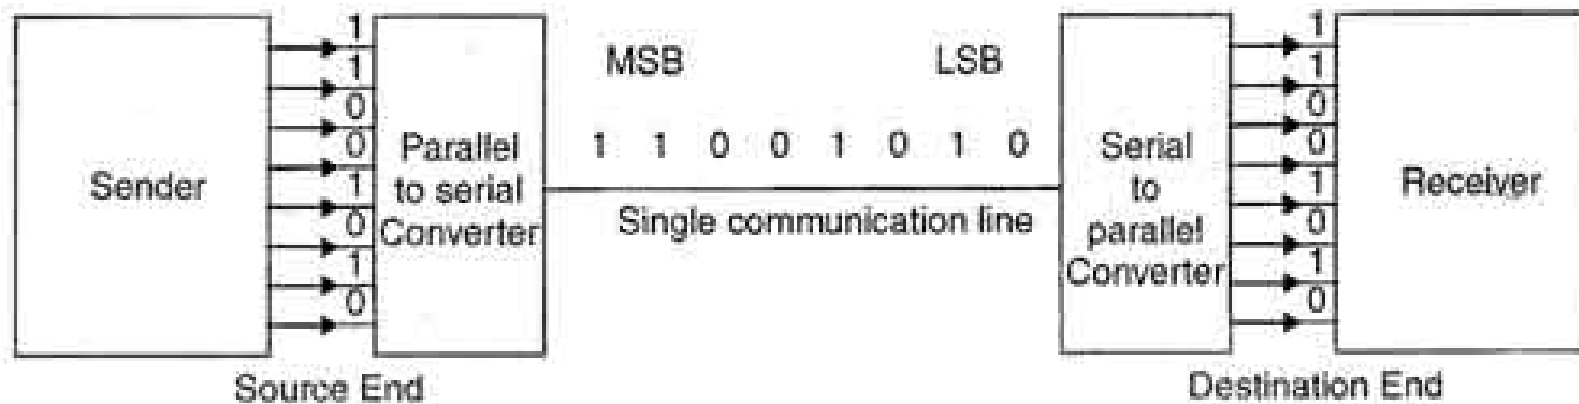 Sender
1
1
0
0
1
0
1
0
Parallel
to serial
Converter
MSB LSB
1 1 0 0 1 0 1 0
Single communication line
Serial
to
parallel
Converter
1
1
0
0
1
0
1
0
Receiver
Source End
Destination End